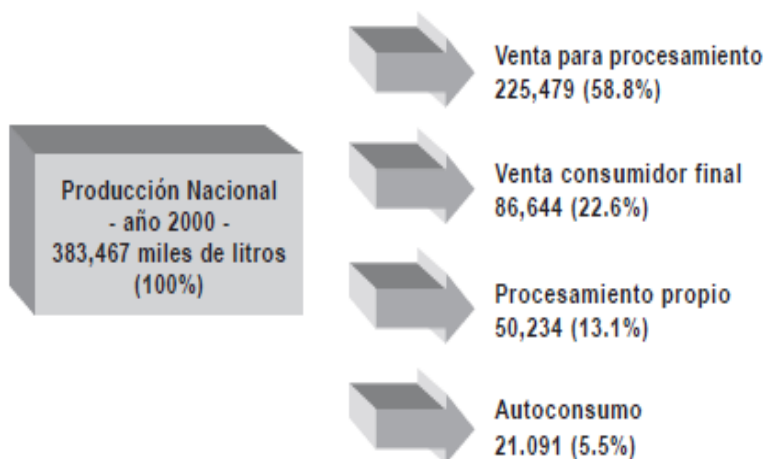 Producción Nacional
- año 2000 -
383,467 miles de litros
(100%)
Venta para procesamiento
225,479 (58.8%)
Venta consumidor final
86,644 (22.6%)
Procesamiento propio
50,234 (13.1%)
Autoconsumo
21.091 (5.5%)